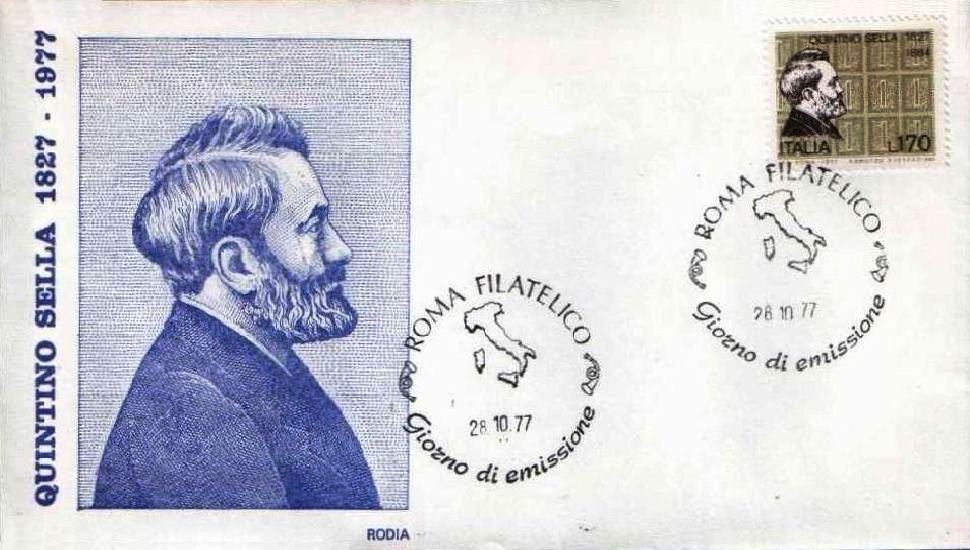 QUINTINO SELLA 1827 - 1977
QUINTINO SELLA 1827
1884
ITALIA
L.170
ROMA FILATELICO
28 10 77
Giorno di emissione
ROMA FILATELICO
28.10.77
Giorno di emissione
RODIA